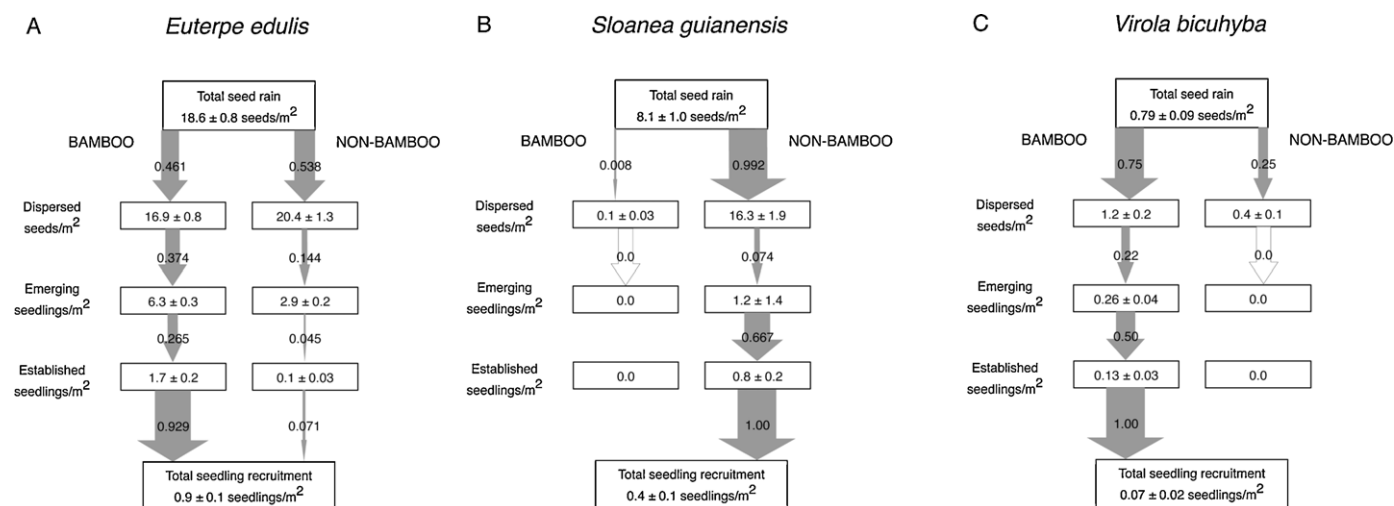 A
Euterpe edulis
Total seed rain
18.6 ± 0.8 seeds/m²
BAMBOO
NON-BAMBOO
0.461
0.538
Dispersed
seeds/m²
16.9 ± 0.8
20.4 ± 1.3
0.374
0.144
Emerging
seedlings/m²
6.3 ± 0.3
2.9 ± 0.2
0.265
0.045
Established
seedlings/m²
1.7 ± 0.2
0.1 ± 0.03
0.929
0.071
Total seedling recruitment
0.9 ± 0.1 seedlings/m²
B
Sloanea guianensis
Total seed rain
8.1 ± 1.0 seeds/m²
BAMBOO
NON-BAMBOO
0.008
0.992
Dispersed
seeds/m²
0.1 ± 0.03
16.3 ± 1.9
0.0
0.074
Emerging
seedlings/m²
0.0
1.2 ± 1.4
0.667
Established
seedlings/m²
0.0
0.8 ± 0.2
1.00
Total seedling recruitment
0.4 ± 0.1 seedlings/m²
C
Virola bicuhyba
Total seed rain
0.79 ± 0.09 seeds/m²
BAMBOO
NON-BAMBOO
0.75
0.25
Dispersed
seeds/m²
1.2 ± 0.2
0.4 ± 0.1
0.22
0.0
Emerging
seedlings/m²
0.26 ± 0.04
0.0
0.50
Established
seedlings/m²
0.13 ± 0.03
0.0
1.00
Total seedling recruitment
0.07 ± 0.02 seedlings/m²